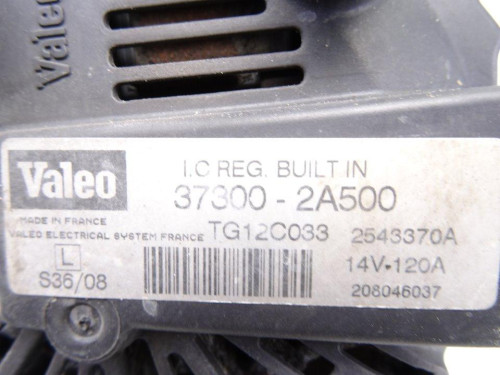 Valeo
I.C REG. BUILT IN
Valeo
37300 - 2A500
MADE IN FRANCE
VALEO ELECTRICAL SYSTEM FRANCE
TG12C033
2543370A
L
14V-120A
S36/08
208046037